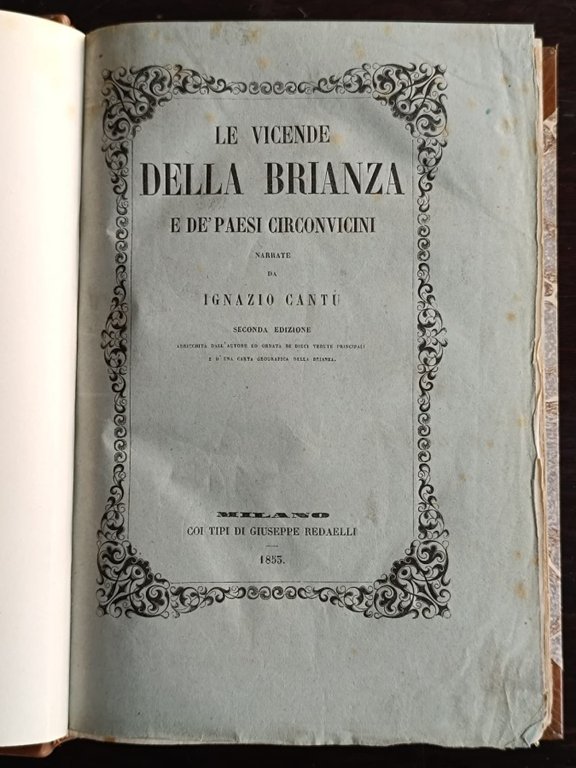 LE VICENDE
DELLA BRIANZA
E DE' PAESI CIRCONVICINI
NARRATE
DA
IGNAZIO CANTÙ
SECONDA EDIZIONE
ARRICCHITA DALL'AUTORE ED ORNATA DI DIECI VEDUTE PRINCIPALI
E D'UNA CARTA GEOGRAFICA DELLA BRIANZA.
MILANO
COI TIPI DI GIUSEPPE REDAELLI
1853.